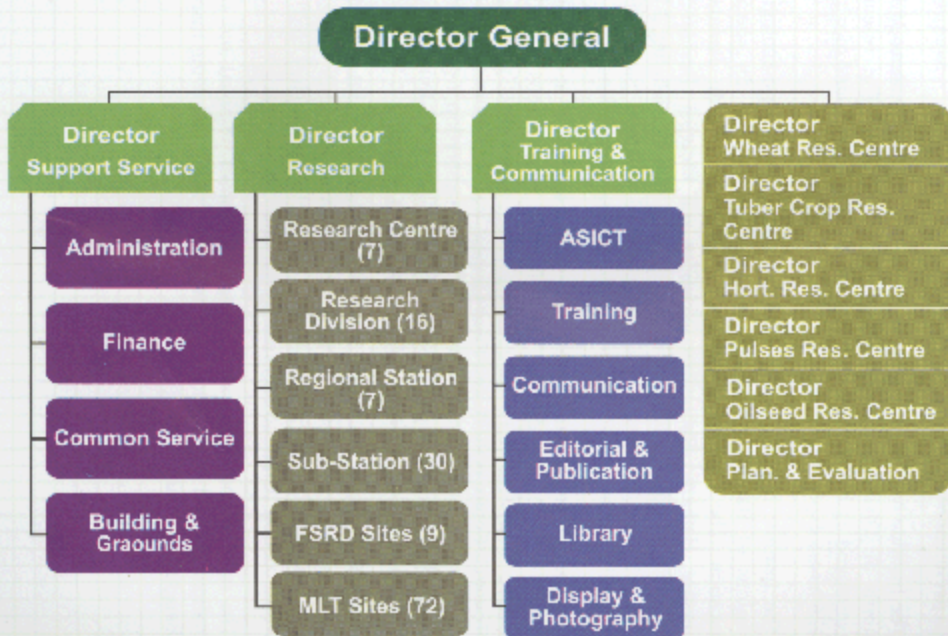 Director General
Director
Support Service
Administration
Finance
Common Service
Building &
Graounds
Director
Research
Research Centre
(7)
Research
Division (16)
Regional Station
(7)
Sub-Station (30)
FSRD Sites (9)
MLT Sites (72)
Director
Training &
Communication
ASICT
Training
Communication
Editorial &
Publication
Library
Display &
Photography
Director
Wheat Res. Centre
Director
Tuber Crop Res.
Centre
Director
Hort. Res. Centre
Director
Pulses Res. Centre
Director
Oilseed Res. Centre
Director
Plan. & Evaluation